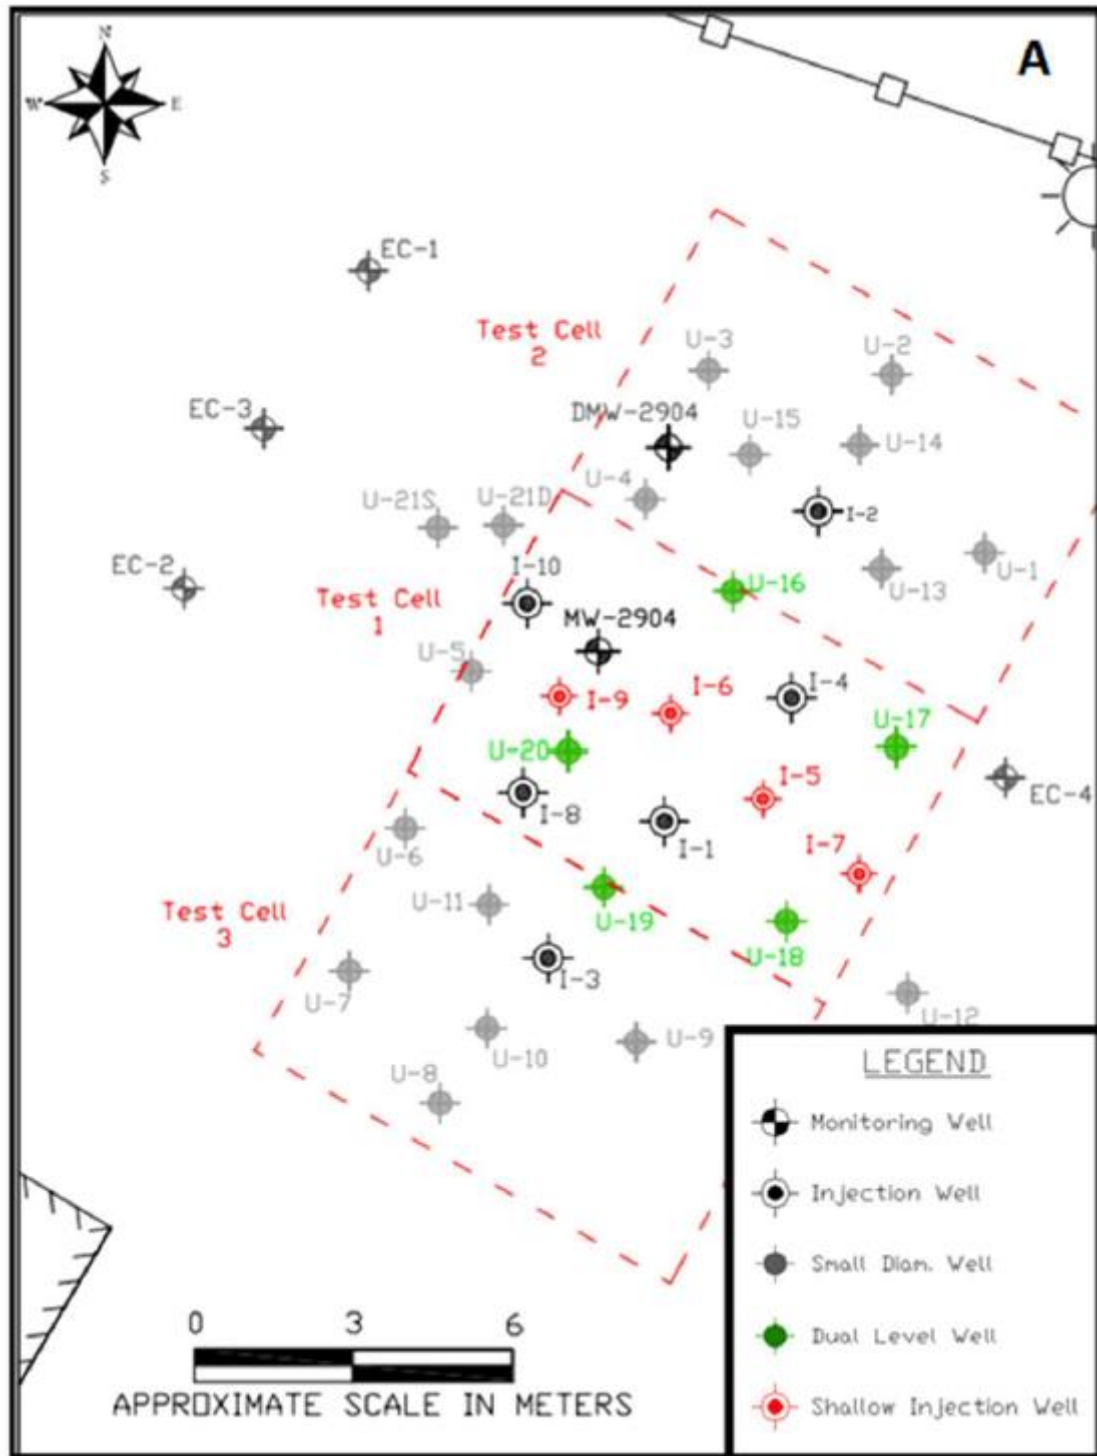 A
N
W E
S
EC-1
Test Cell
2
U-3
U-2
EC-3
DMW-2904
U-15
U-14
U-4
U-21S
U-21D
I-2
EC-2
I-10
U-1
U-13
U-16
Test Cell
1
MW-2904
U-5
I-9
I-6
I-4
U-17
U-20
I-5
EC-4
I-8
I-1
U-6
I-7
U-11
U-19
Test Cell
3
U-18
I-3
U-7
U-12
U-10
U-9
U-8
LEGEND
Monitoring Well
Injection Well
Small Diam. Well
Dual Level Well
Shallow Injection Well
0 3 6
APPROXIMATE SCALE IN METERS